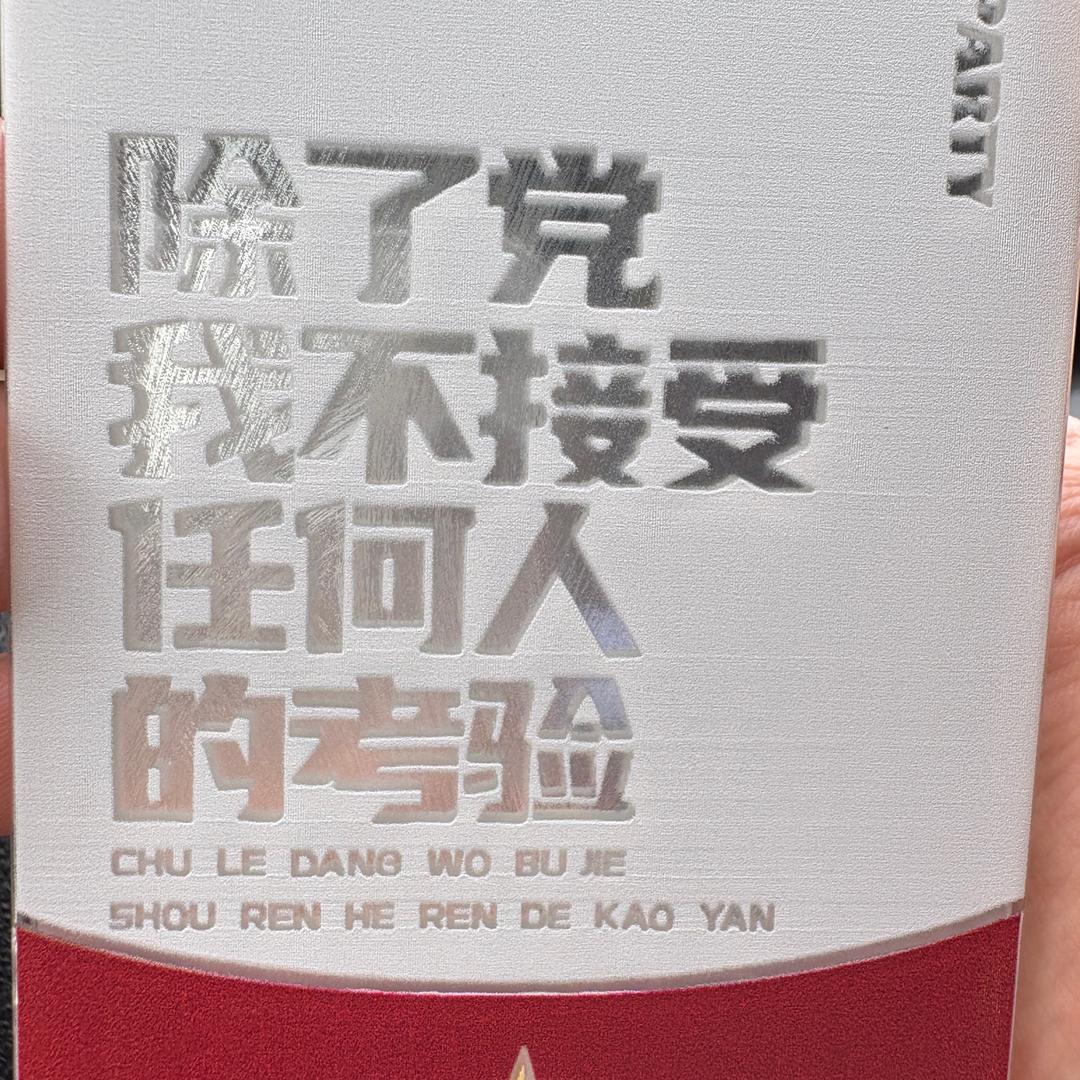 除了党
我不接受
任何人
的考验
CHU LE DANG WO BU JIE
SHOU REN HE REN DE KAO YAN
PARTY